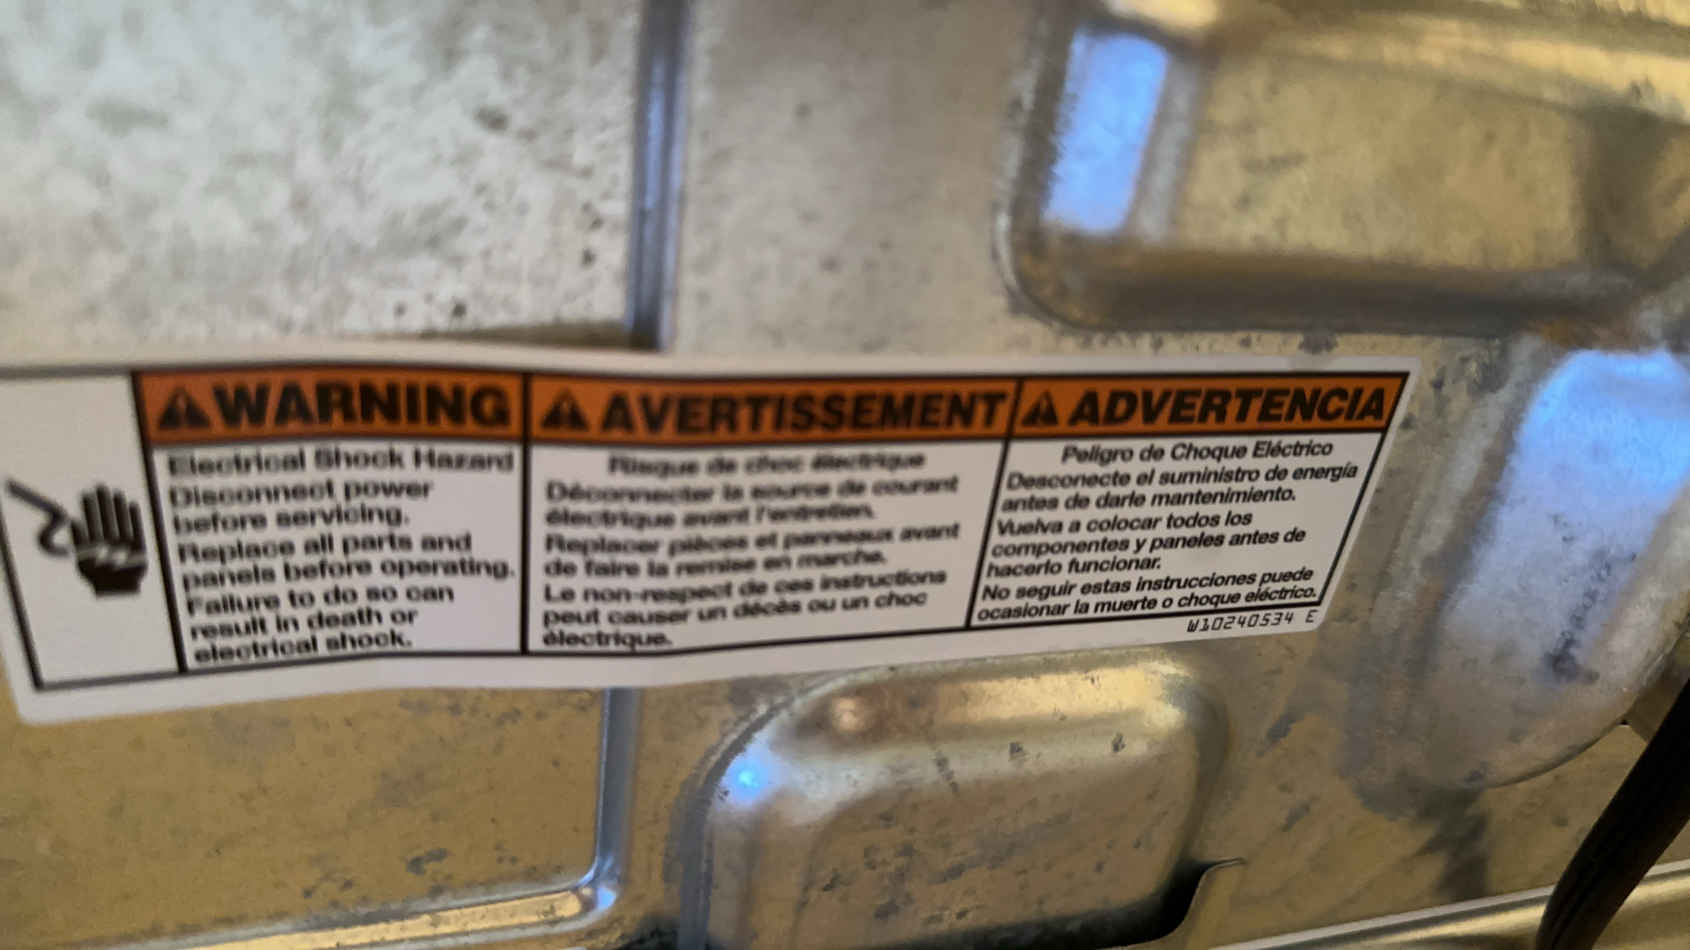 WARNING
Electrical Shock Hazard
Disconnect power
before servicing.
Replace all parts and
panels before operating.
Failure to do so can
result in death or
electrical shock.
AVERTISSEMENT
Risque de choc électrique
Déconnecter la source de courant
électrique avant l'entretien.
Replacer pièces et panneaux avant
de faire la remise en marche.
Le non-respect de ces instructions
peut causer un décès ou un choc
électrique.
ADVERTENCIA
Peligro de Choque Eléctrico
Desconecte el suministro de energía
antes de darle mantenimiento.
Vuelva a colocar todos los
componentes y paneles antes de
hacerlo funcionar.
No seguir estas instrucciones puede
ocasionar la muerte o choque eléctrico.
W10240534 E